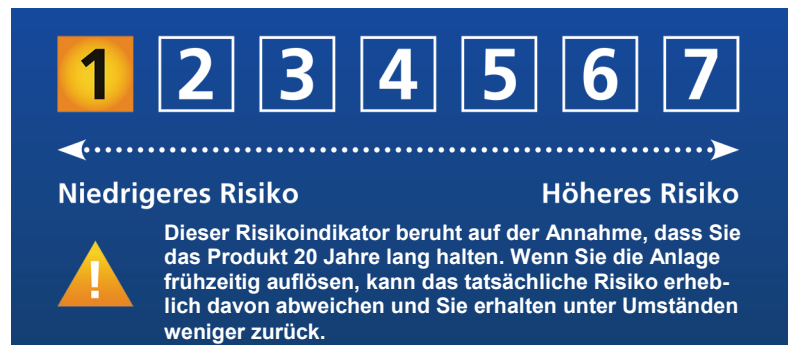 1 2 3 4 5 6 7
Niedrigeres Risiko Höheres Risiko
Dieser Risikoindikator beruht auf der Annahme, dass Sie
das Produkt 20 Jahre lang halten. Wenn Sie die Anlage
frühzeitig auflösen, kann das tatsächliche Risiko erheb-
lich davon abweichen und Sie erhalten unter Umständen
weniger zurück.